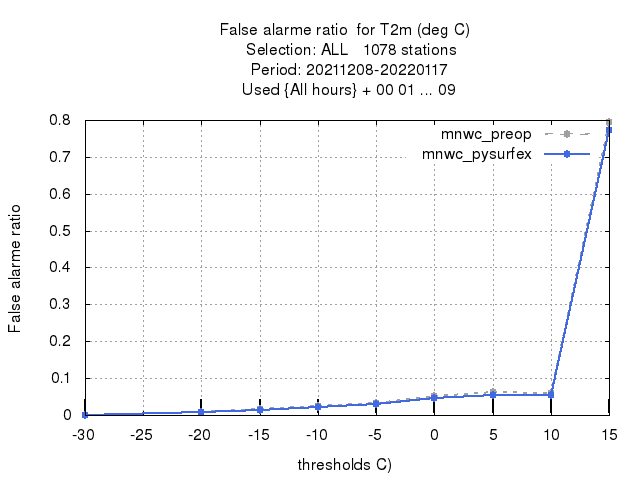 False alarme ratio  for T2m (deg C)
Selection: ALL   1078 stations
Period: 20211208-20220117
Used {All hours} + 00 01 ... 09
mnwc_preop
mnwc_pysurfex
False alarme ratio
0.8
0.7
0.6
0.5
0.4
0.3
0.2
0.1
0
-30 -25 -20 -15 -10 -5 0 5 10 15
thresholds C)